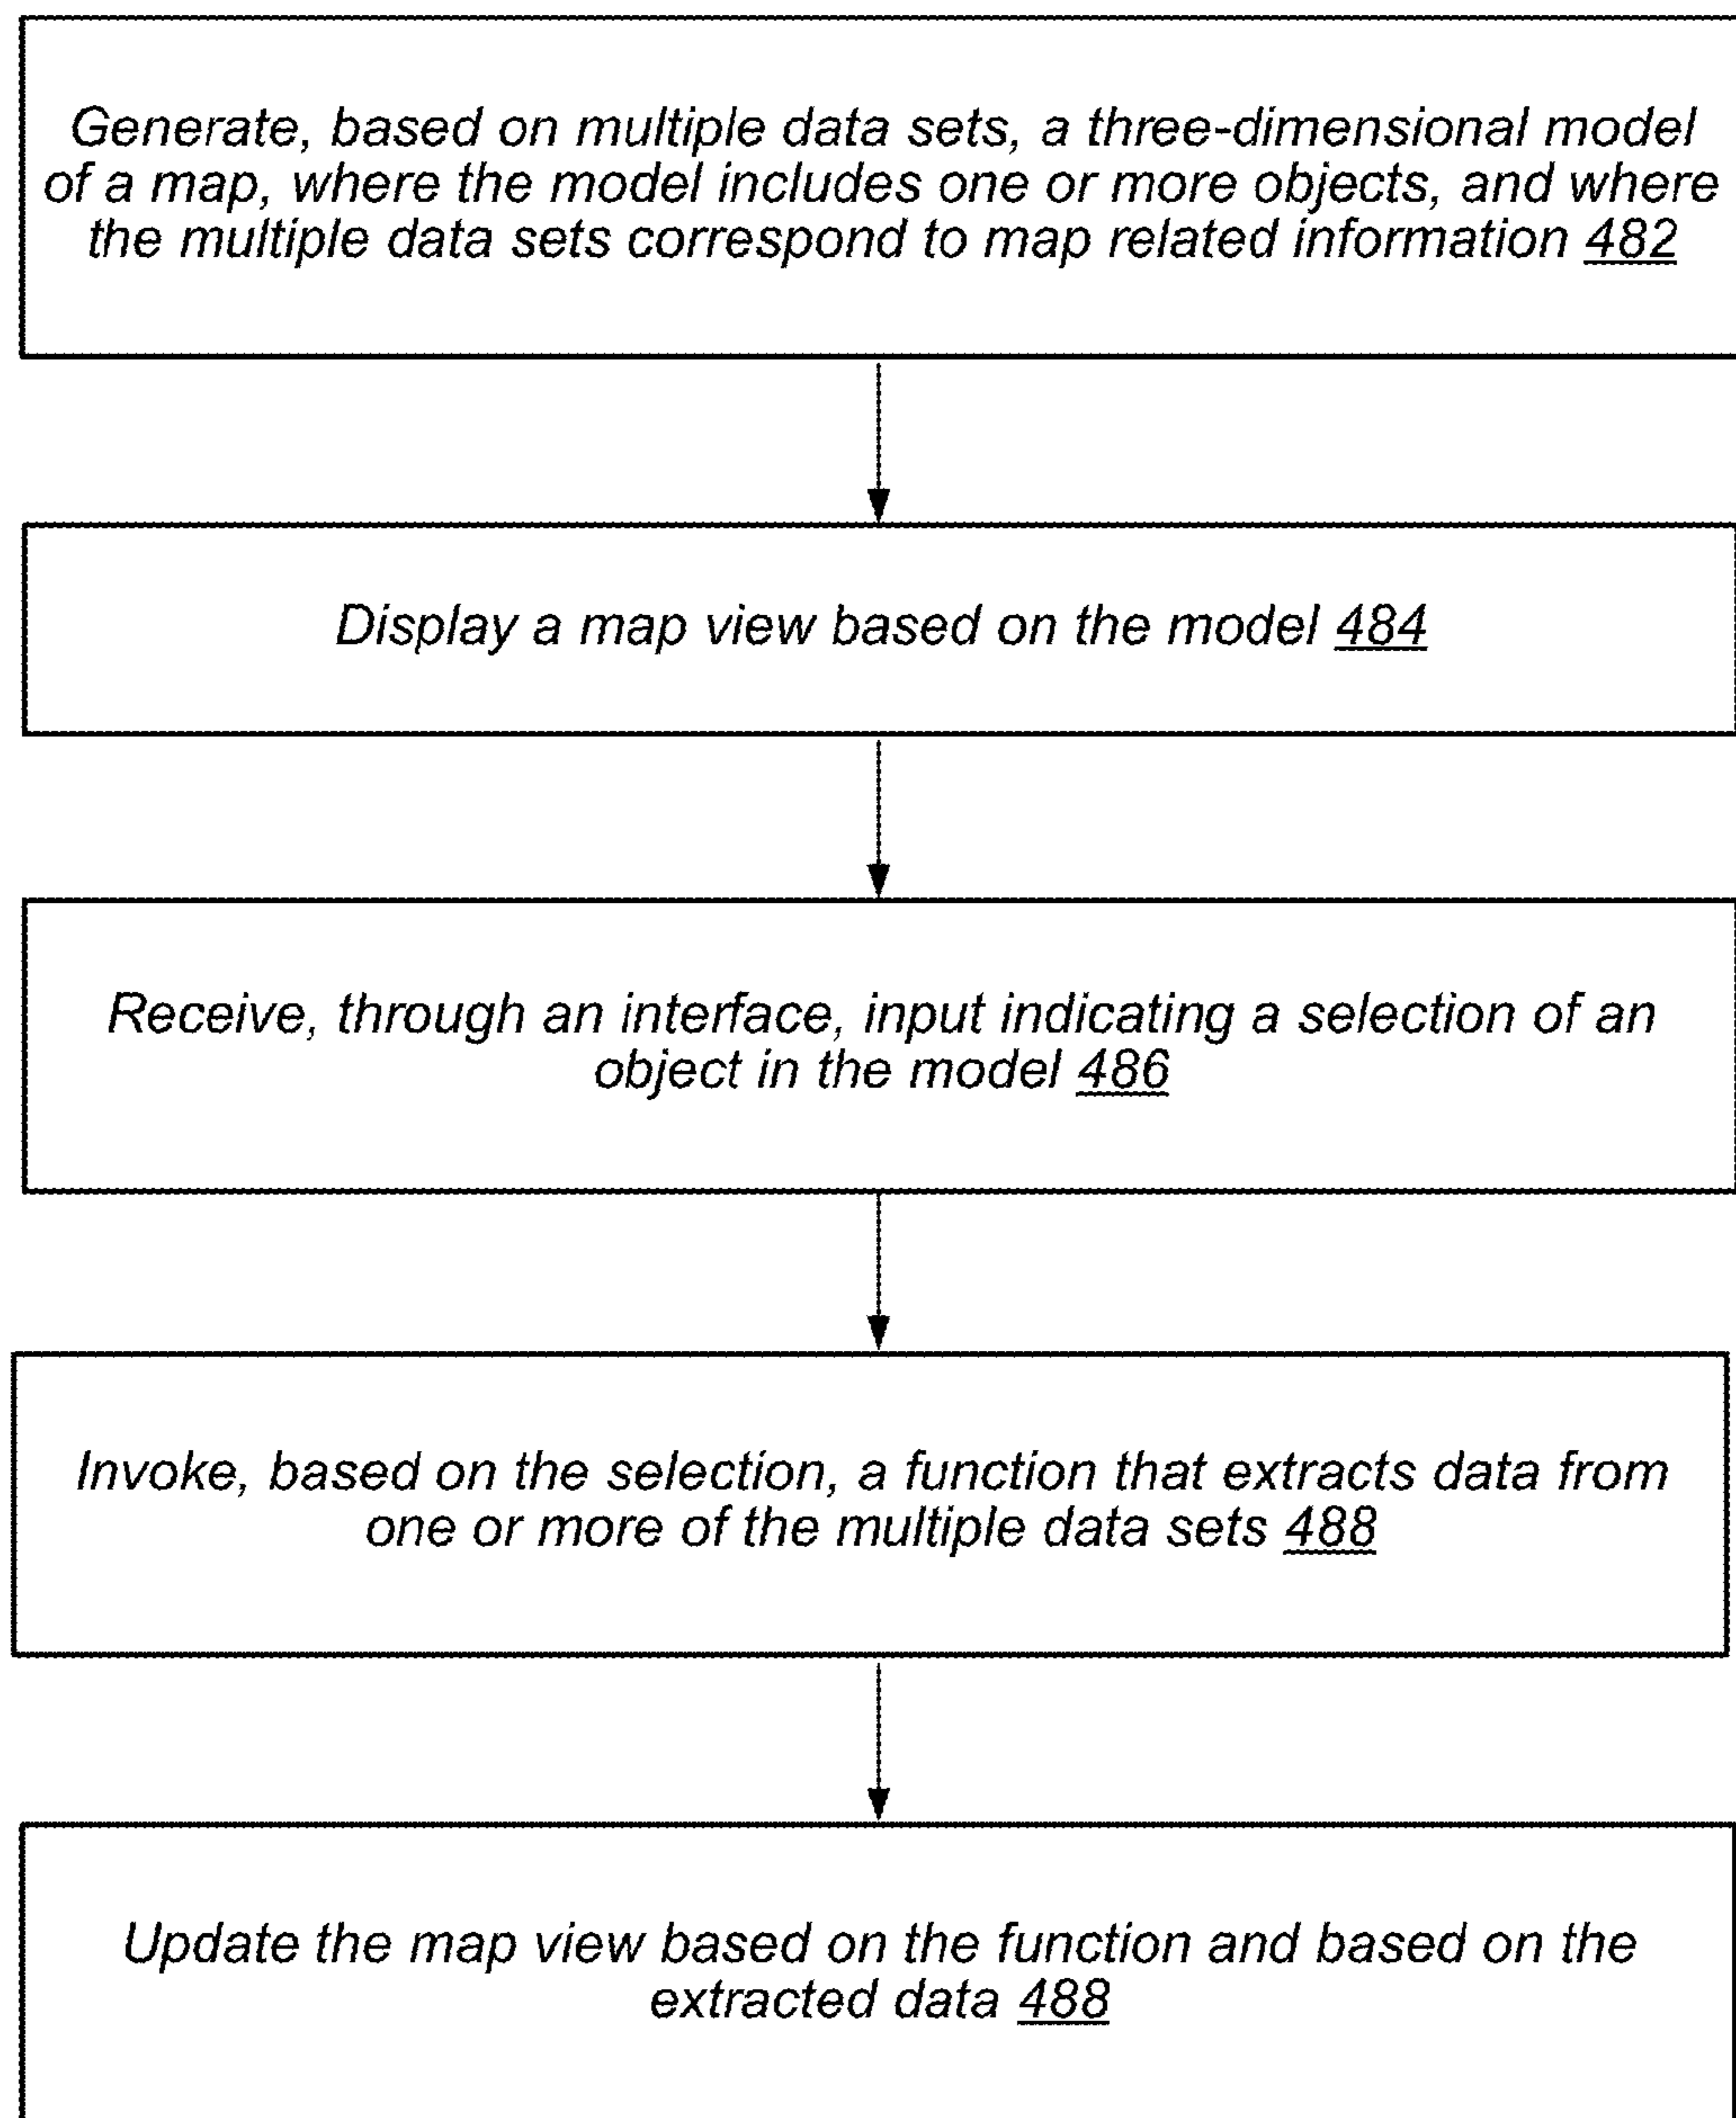 Generate, based on multiple data sets, a three-dimensional model
of a map, where the model includes one or more objects, and where
the multiple data sets correspond to map related information 482
Display a map view based on the model 484
Receive, through an interface, input indicating a selection of an
object in the model 486
Invoke, based on the selection, a function that extracts data from
one or more of the multiple data sets 488
Update the map view based on the function and based on the
extracted data 488